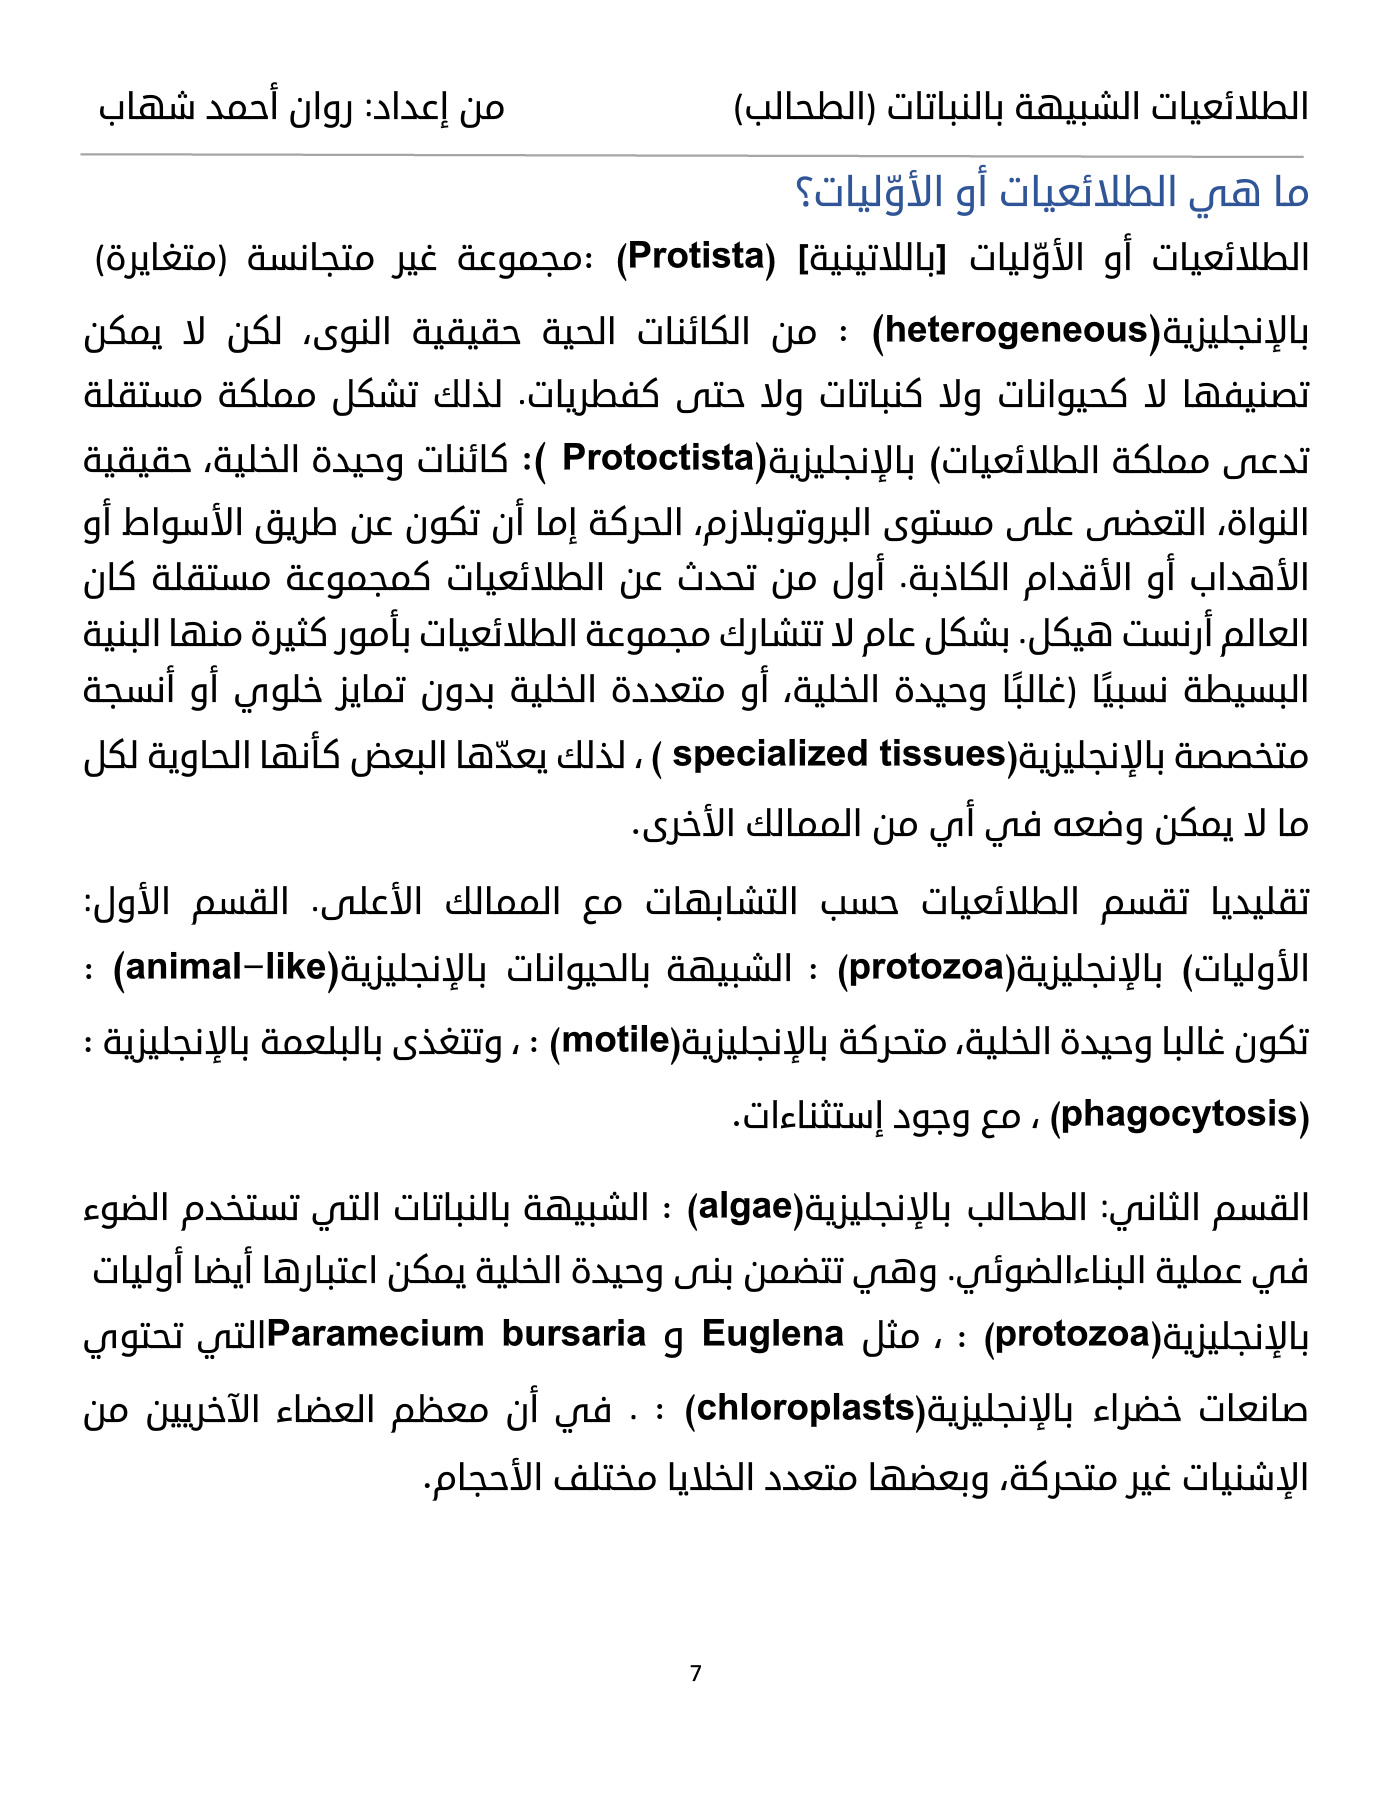 الطلائعيات الشبيهة بالنباتات (الطحالب) من إعداد: روان أحمد شهاب
ما هي الطلائعيات أو الأوّليات؟
الطلائعيات أو الأوّليات [باللاتينية] (Protista) :مجموعة غير متجانسة (متغايرة)
بالإنجليزية(heterogeneous) : من الكائنات الحية حقيقية النوى، لكن لا يمكن
تصنيفها لا كحيوانات ولا كنباتات ولا حتى كفطريات. لذلك تشكل مملكة مستقلة
تدعى مملكة الطلائعيات) بالإنجليزية(Protoctista ): كائنات وحيدة الخلية، حقيقية
النواة، التعضى على مستوى البروتوبلازم، الحركة إما أن تكون عن طريق الأسواط أو
الأهداب أو الأقدام الكاذبة. أول من تحدث عن الطلائعيات كمجموعة مستقلة كان
العالم أرنست هيكل. بشكل عام لا تتشارك مجموعة الطلائعيات بأمور كثيرة منها البنية
البسيطة نسبيًا (غالبًا وحيدة الخلية، أو متعددة الخلية بدون تمايز خلوي أو أنسجة
متخصصة بالإنجليزية(specialized tissues ) ، لذلك يعدّها البعض كأنها الحاوية لكل
ما لا يمكن وضعه في أي من الممالك الأخرى.
تقليديا تقسم الطلائعيات حسب التشابهات مع الممالك الأعلى. القسم الأول:
الأوليات) بالإنجليزية(protozoa) : الشبيهة بالحيوانات بالإنجليزية(animal–like) :
تكون غالبا وحيدة الخلية، متحركة بالإنجليزية(motile) : ، وتتغذى بالبلعمة بالإنجليزية :
(phagocytosis) ، مع وجود إستثناءات.
القسم الثاني: الطحالب بالإنجليزية(algae) : الشبيهة بالنباتات التي تستخدم الضوء
في عملية البناءالضوئي. وهي تتضمن بنى وحيدة الخلية يمكن اعتبارها أيضا أوليات
بالإنجليزية(protozoa) : ، مثل Euglena و Paramecium bursariaالتي تحتوي
صانعات خضراء بالإنجليزية(chloroplasts) : . في أن معظم العضاء الآخريين من
الإشنيات غير متحركة، وبعضها متعدد الخلايا مختلف الأحجام.
7